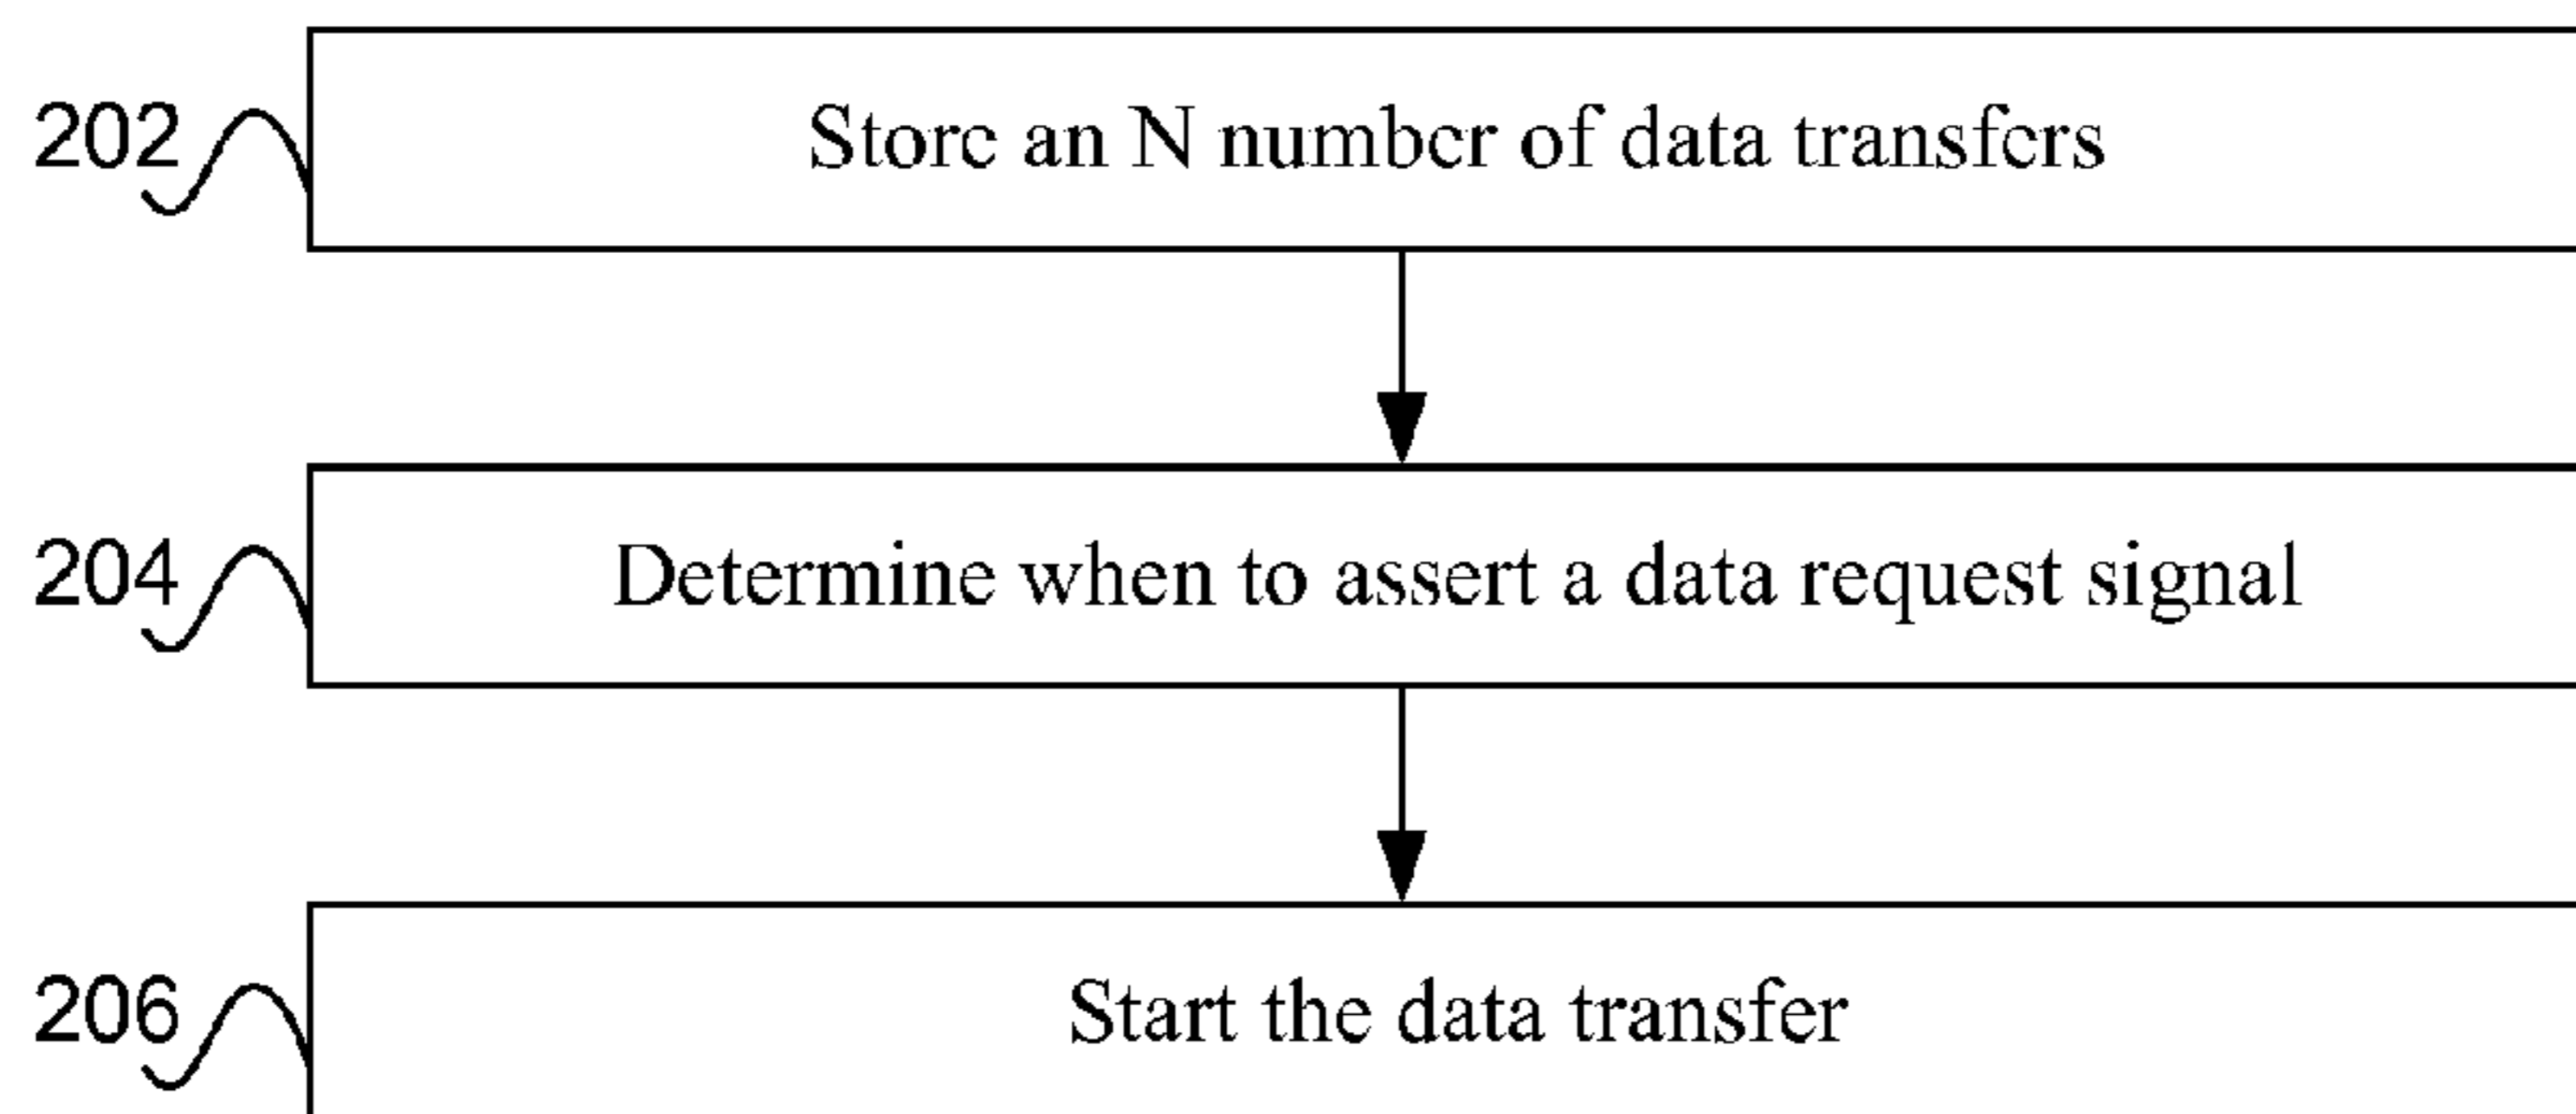 202 Store an N number of data transfers
204 Determine when to assert a data request signal
206 Start the data transfer